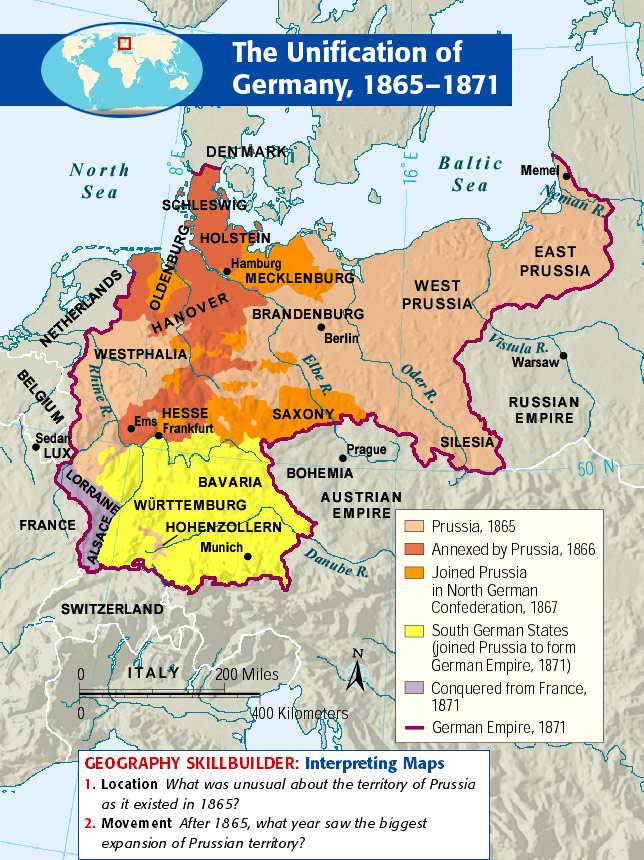 The Unification of
Germany, 1865–1871
North
Sea
8° E
DENMARK
16° E
Baltic
Sea
Memel
Neman R.
SCHLESWIG
HOLSTEIN
OLDENBURG
Hamburg
MECKLENBURG
EAST
PRUSSIA
WEST
PRUSSIA
NETHERLANDS
HANOVER
BRANDENBURG
Berlin
WESTPHALIA
Vistula R.
Warsaw
BELGIUM
Rhine R.
Elbe R.
Oder R.
RUSSIAN
EMPIRE
HESSE
Ems
Frankfurt
SAXONY
Sedan
LUX.
SILESIA
Prague
50° N
LORRAINE
BAVARIA
BOHEMIA
AUSTRIAN
EMPIRE
WÜRTTEMBURG
FRANCE
ALSACE
HOHENZOLLERN
Munich
Danube R.
SWITZERLAND
ITALY
0
200 Miles
0
400 Kilometers
N
Prussia, 1865
Annexed by Prussia, 1866
Joined Prussia
in North German
Confederation, 1867
South German States
(joined Prussia to form
German Empire, 1871)
Conquered from France,
1871
German Empire, 1871
GEOGRAPHY SKILLBUILDER: Interpreting Maps
1. Location What was unusual about the territory of Prussia
as it existed in 1865?
2. Movement After 1865, what year saw the biggest
expansion of Prussian territory?